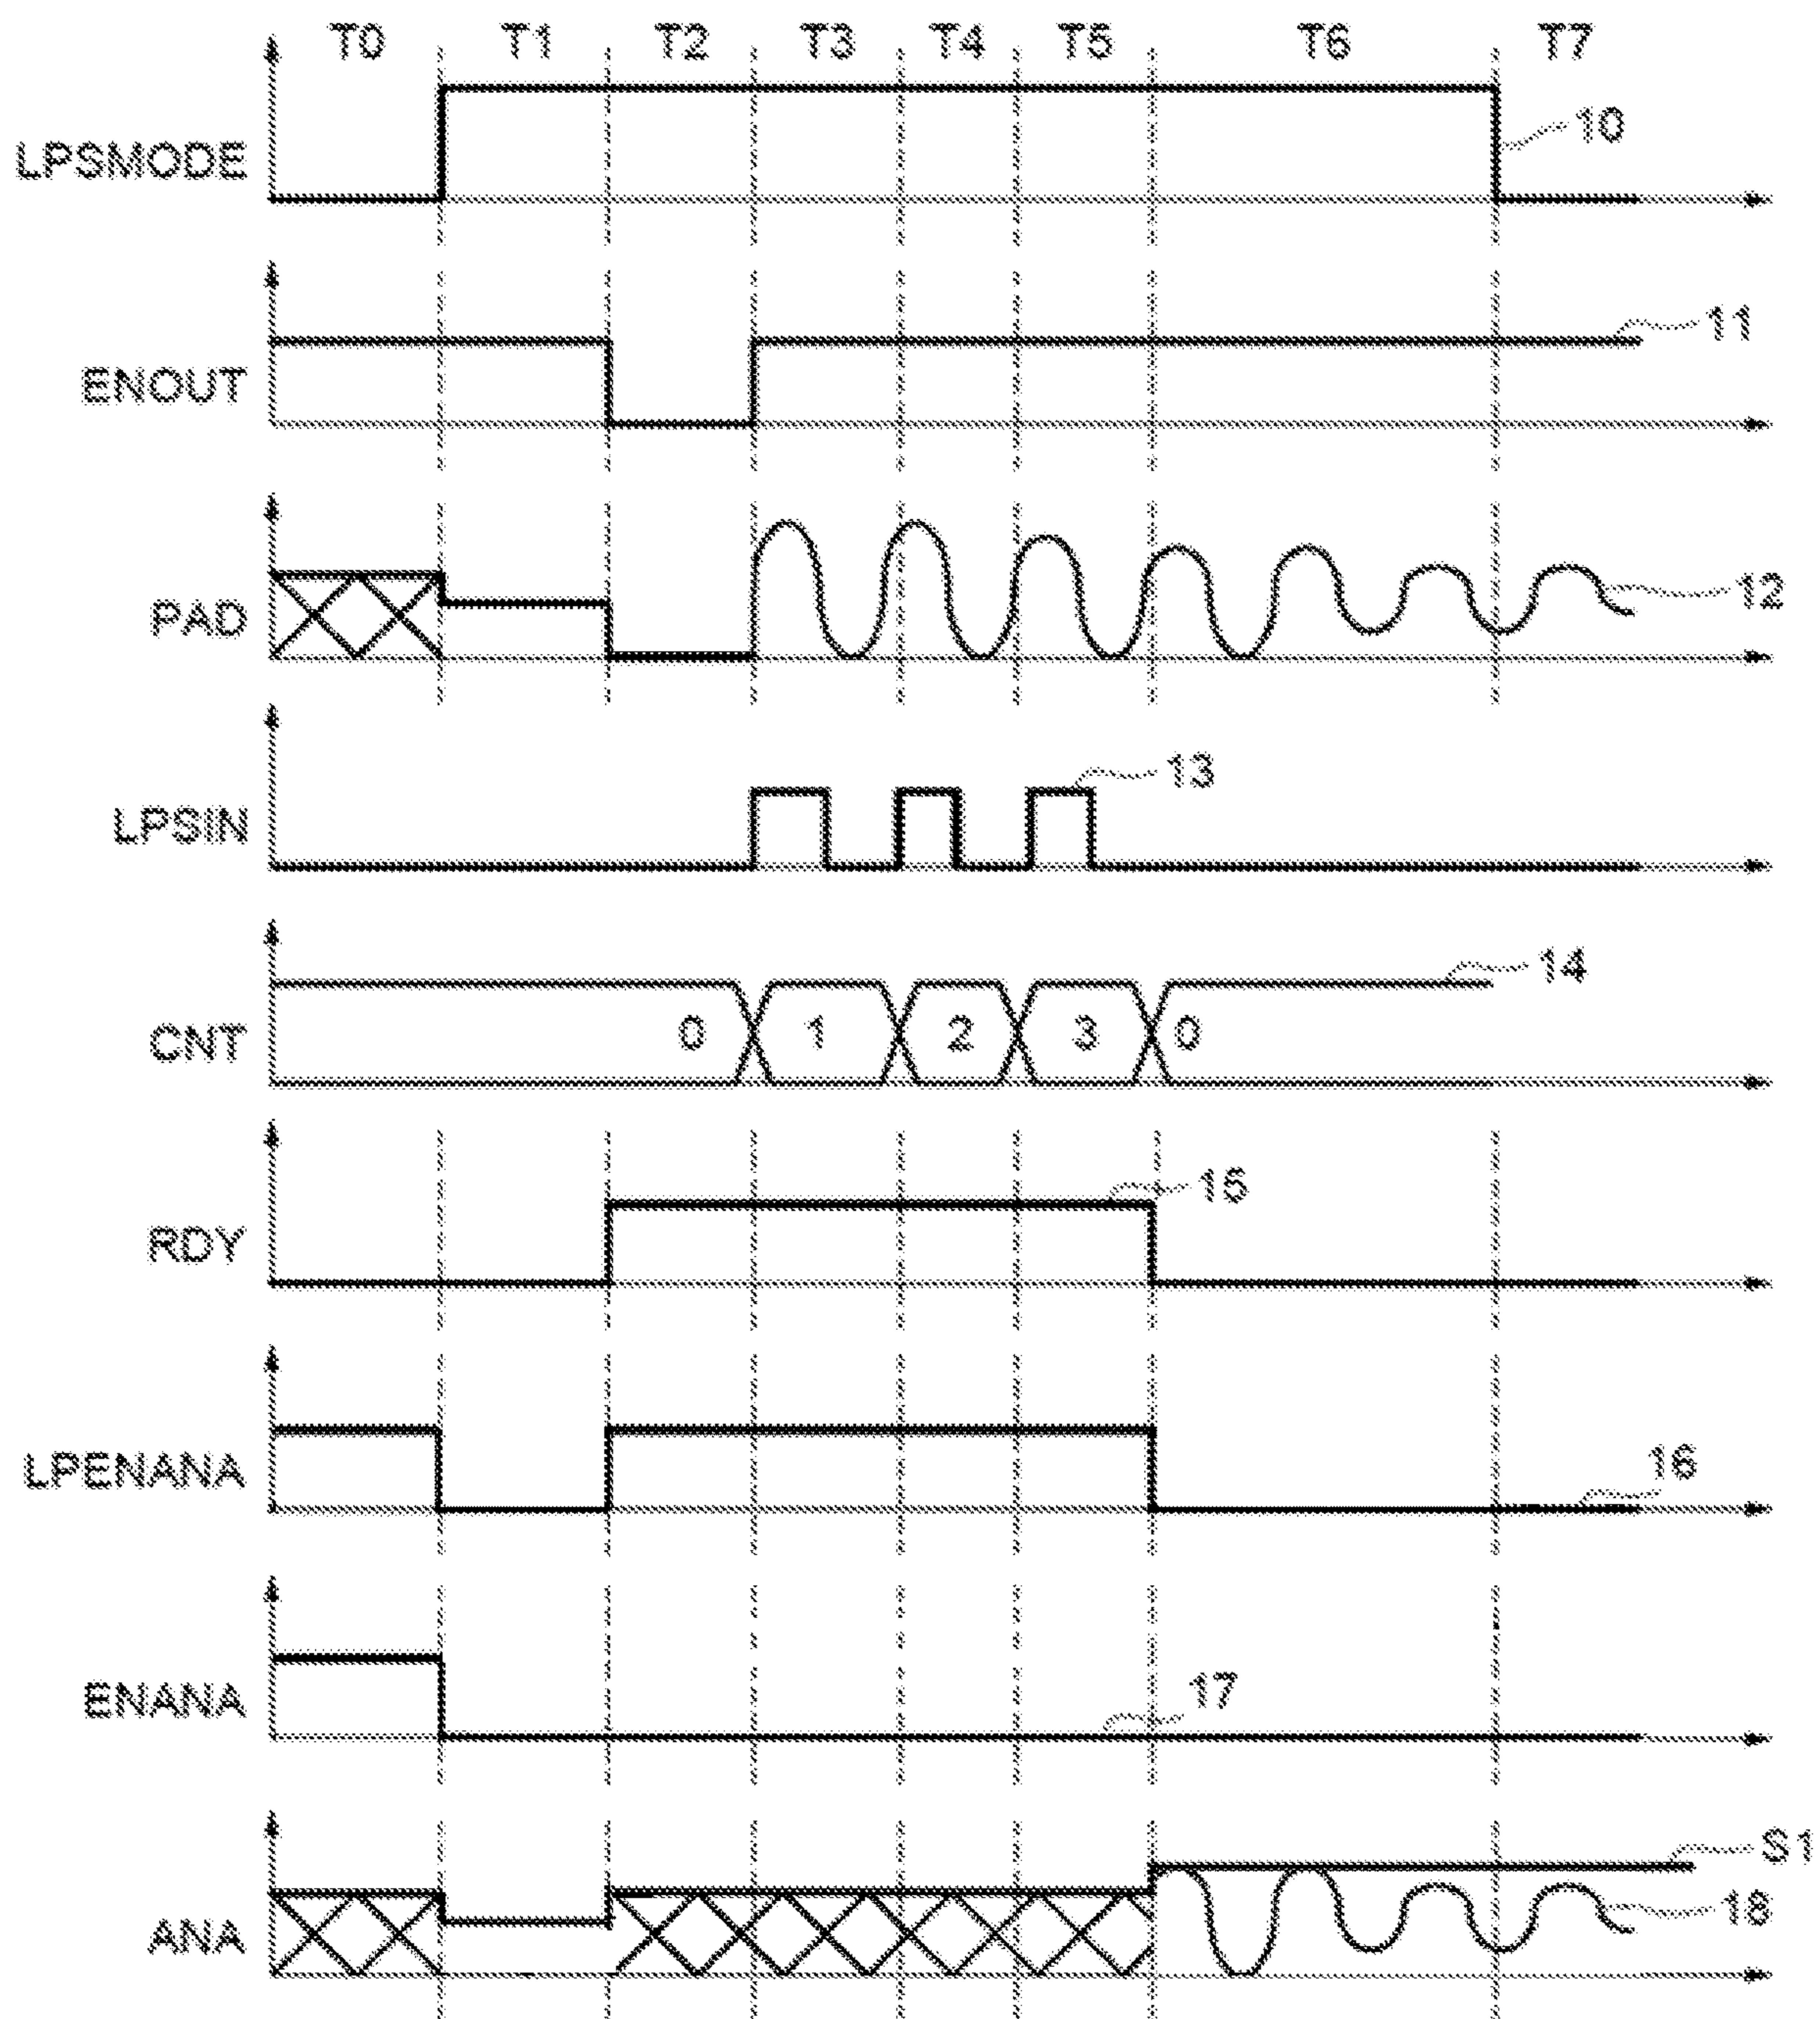 T0 T1 T2 T3 T4 T5 T6 T7
LPSMODE
10
ENOUT
11
PAD
12
LPSIN
13
CNT
0 1 2 3 0
14
RDY
15
LPENANA
16
ENANA
17
ANA
S1
18